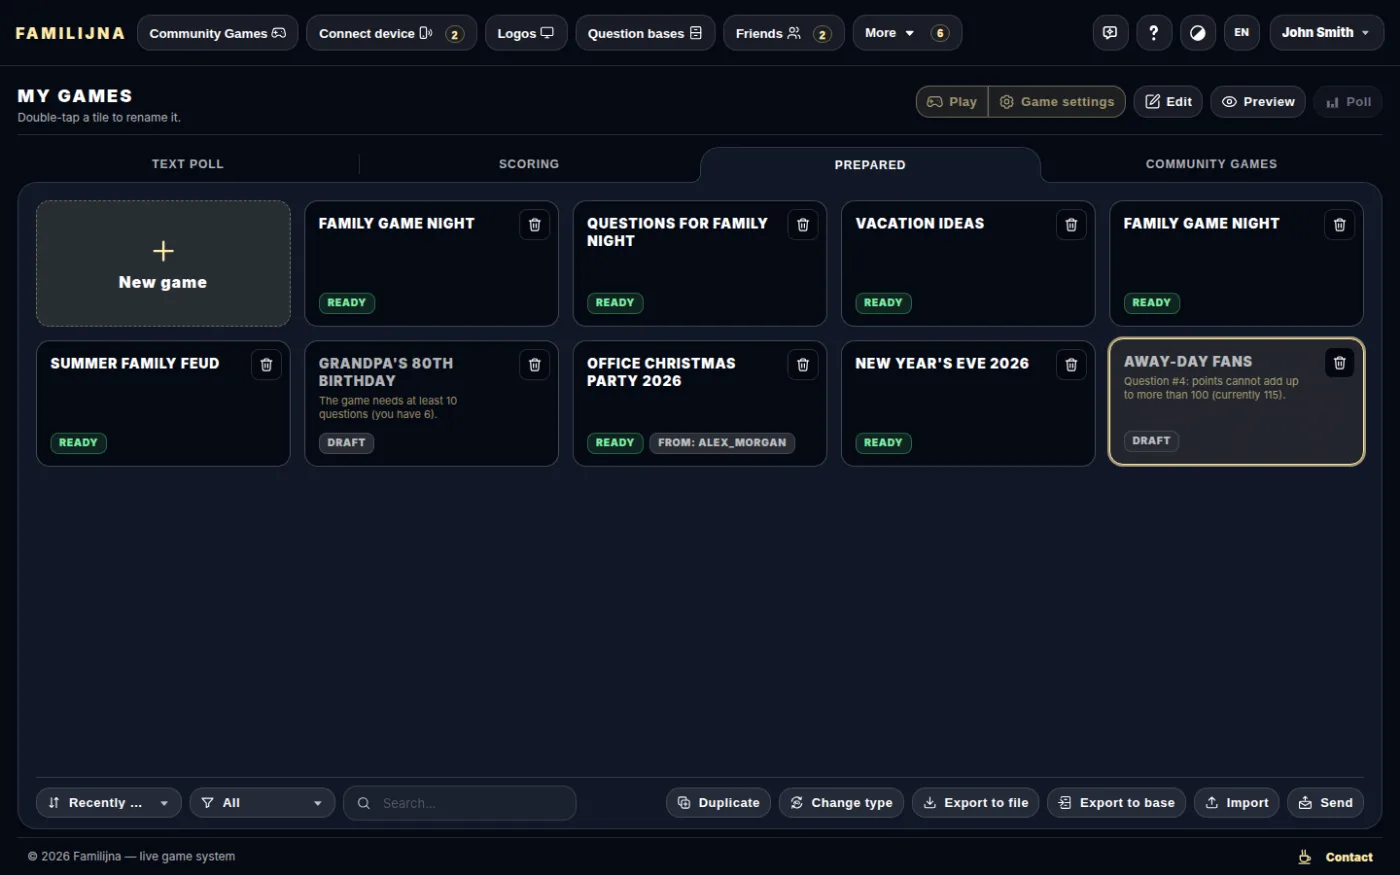 FAMILIJNA
Community Games
Connect device 2
Logos
Question bases
Friends 2
More 6
?
EN
John Smith
MY GAMES
Double-tap a tile to rename it.
Play
Game settings
Edit
Preview
Poll
TEXT POLL
SCORING
PREPARED
COMMUNITY GAMES
New game
FAMILY GAME NIGHT
READY
QUESTIONS FOR FAMILY
NIGHT
READY
VACATION IDEAS
READY
FAMILY GAME NIGHT
READY
SUMMER FAMILY FEUD
READY
GRANDPA'S 80TH
BIRTHDAY
The game needs at least 10
questions (you have 6).
DRAFT
OFFICE CHRISTMAS
PARTY 2026
READY FROM: ALEX_MORGAN
NEW YEAR'S EVE 2026
READY
AWAY-DAY FANS
Question #4: points cannot add up
to more than 100 (currently 115).
DRAFT
Recently ...
All
Search...
Duplicate
Change type
Export to file
Export to base
Import
Send
© 2026 Familijna — live game system
Contact